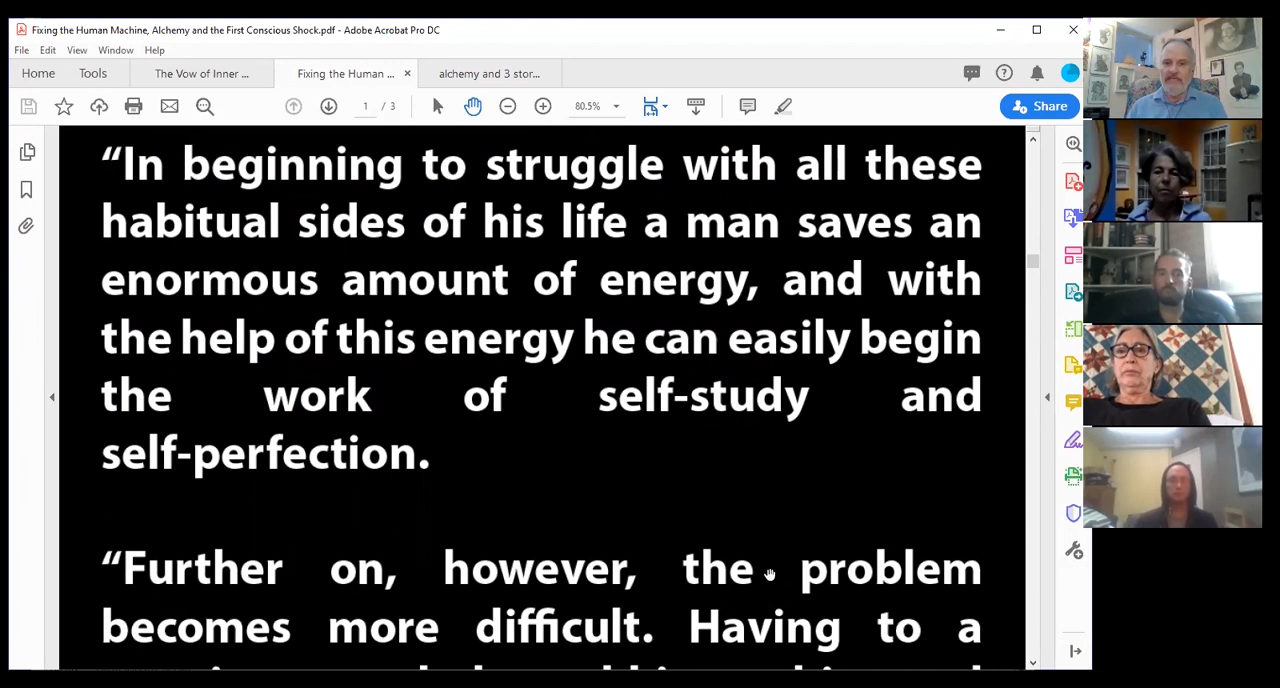 Fixing the Human Machine, Alchemy and the First Conscious Shock.pdf - Adobe Acrobat Pro DC
File Edit View Window Help
Home Tools The Vow of Inner ... Fixing the Human ... × alchemy and 3 stor...
1 / 3 80.5% Share
“In beginning to struggle with all these
habitual sides of his life a man saves an
enormous amount of energy, and with
the help of this energy he can easily begin
the work of self-study and
self-perfection.
“Further on, however, the problem
becomes more difficult. Having to a